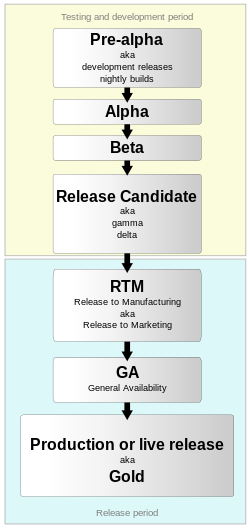 Testing and development period
Pre-alpha
aka
development releases
nightly builds
Alpha
Beta
Release Candidate
aka
gamma
delta
RTM
Release to Manufacturing
aka
Release to Marketing
GA
General Availability
Production or live release
aka
Gold
Release period